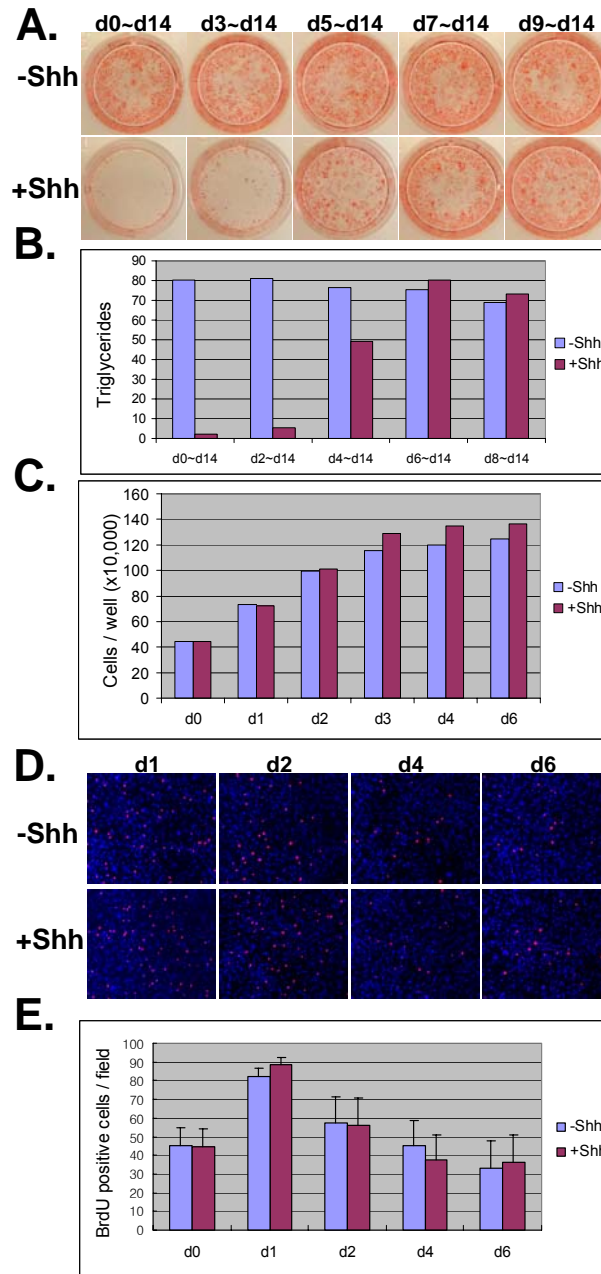 A.
d0~d14 d3~d14 d5~d14 d7~d14 d9~d14
-Shh
+Shh
B.
Triglycerides
90
80
70
60
50
40
30
20
10
0
d0~d14 d2~d14 d4~d14 d6~d14 d8~d14
-Shh
+Shh
C.
Cells / well (x10,000)
160
140
120
100
80
60
40
20
0
d0 d1 d2 d3 d4 d6
-Shh
+Shh
D.
d1 d2 d4 d6
-Shh
+Shh
E.
BrdU positive cells / field
100
90
80
70
60
50
40
30
20
10
0
d0 d1 d2 d4 d6
-Shh
+Shh